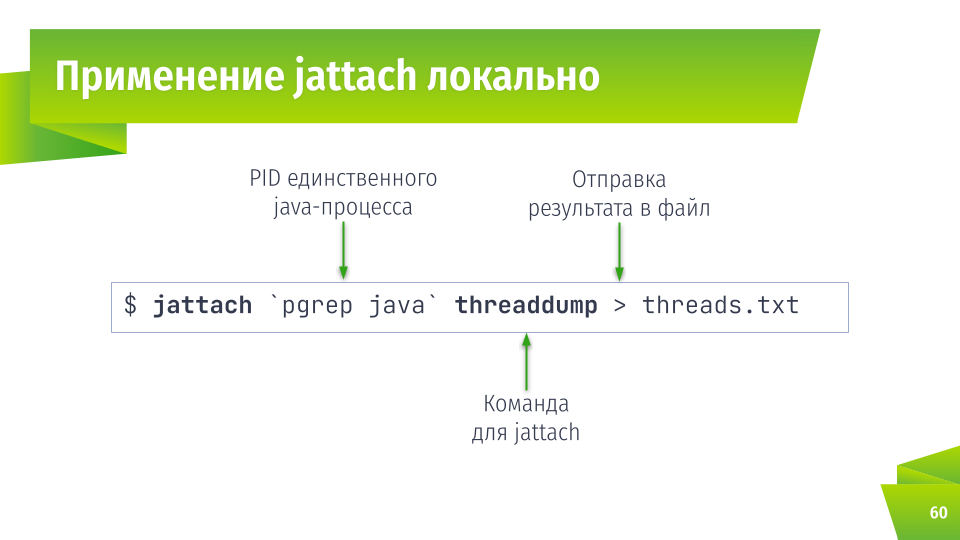 Применение jattach локально
PID единственного
java-процесса
Отправка
результата в файл
$ jattach `pgrep java` threaddump > threads.txt
Команда
для jattach
60